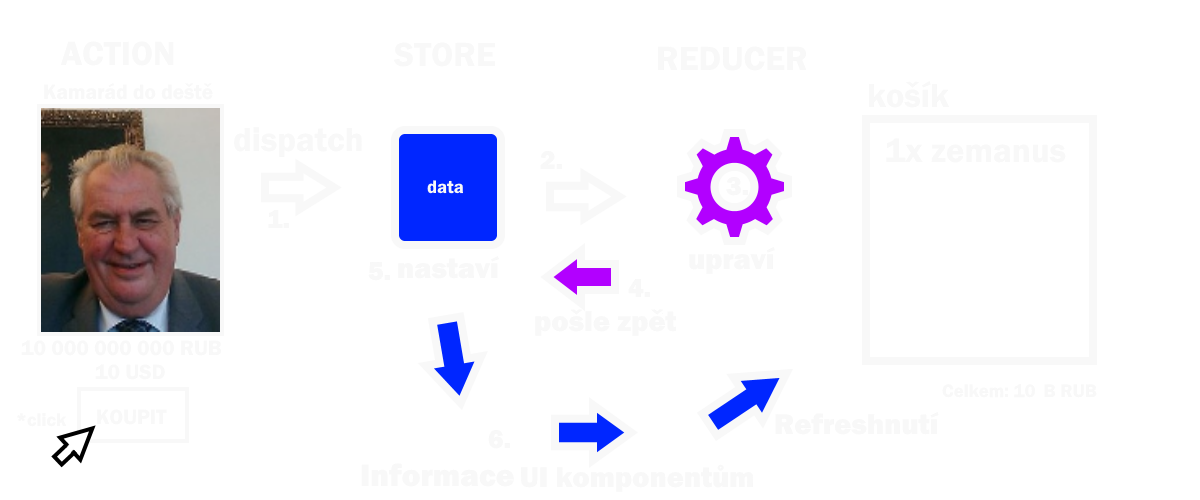 ACTION
STORE
REDUCER
Kamarád do deště
košík
dispatch
data
1x zemanus
2.
3.
1.
5. nastaví
upraví
4.
pošle zpět
10 000 000 000 RUB
10 USD
Celkom: 10 B RUB
*click
KOUPIT
Refreshnutí
6.
Informace UI komponentům